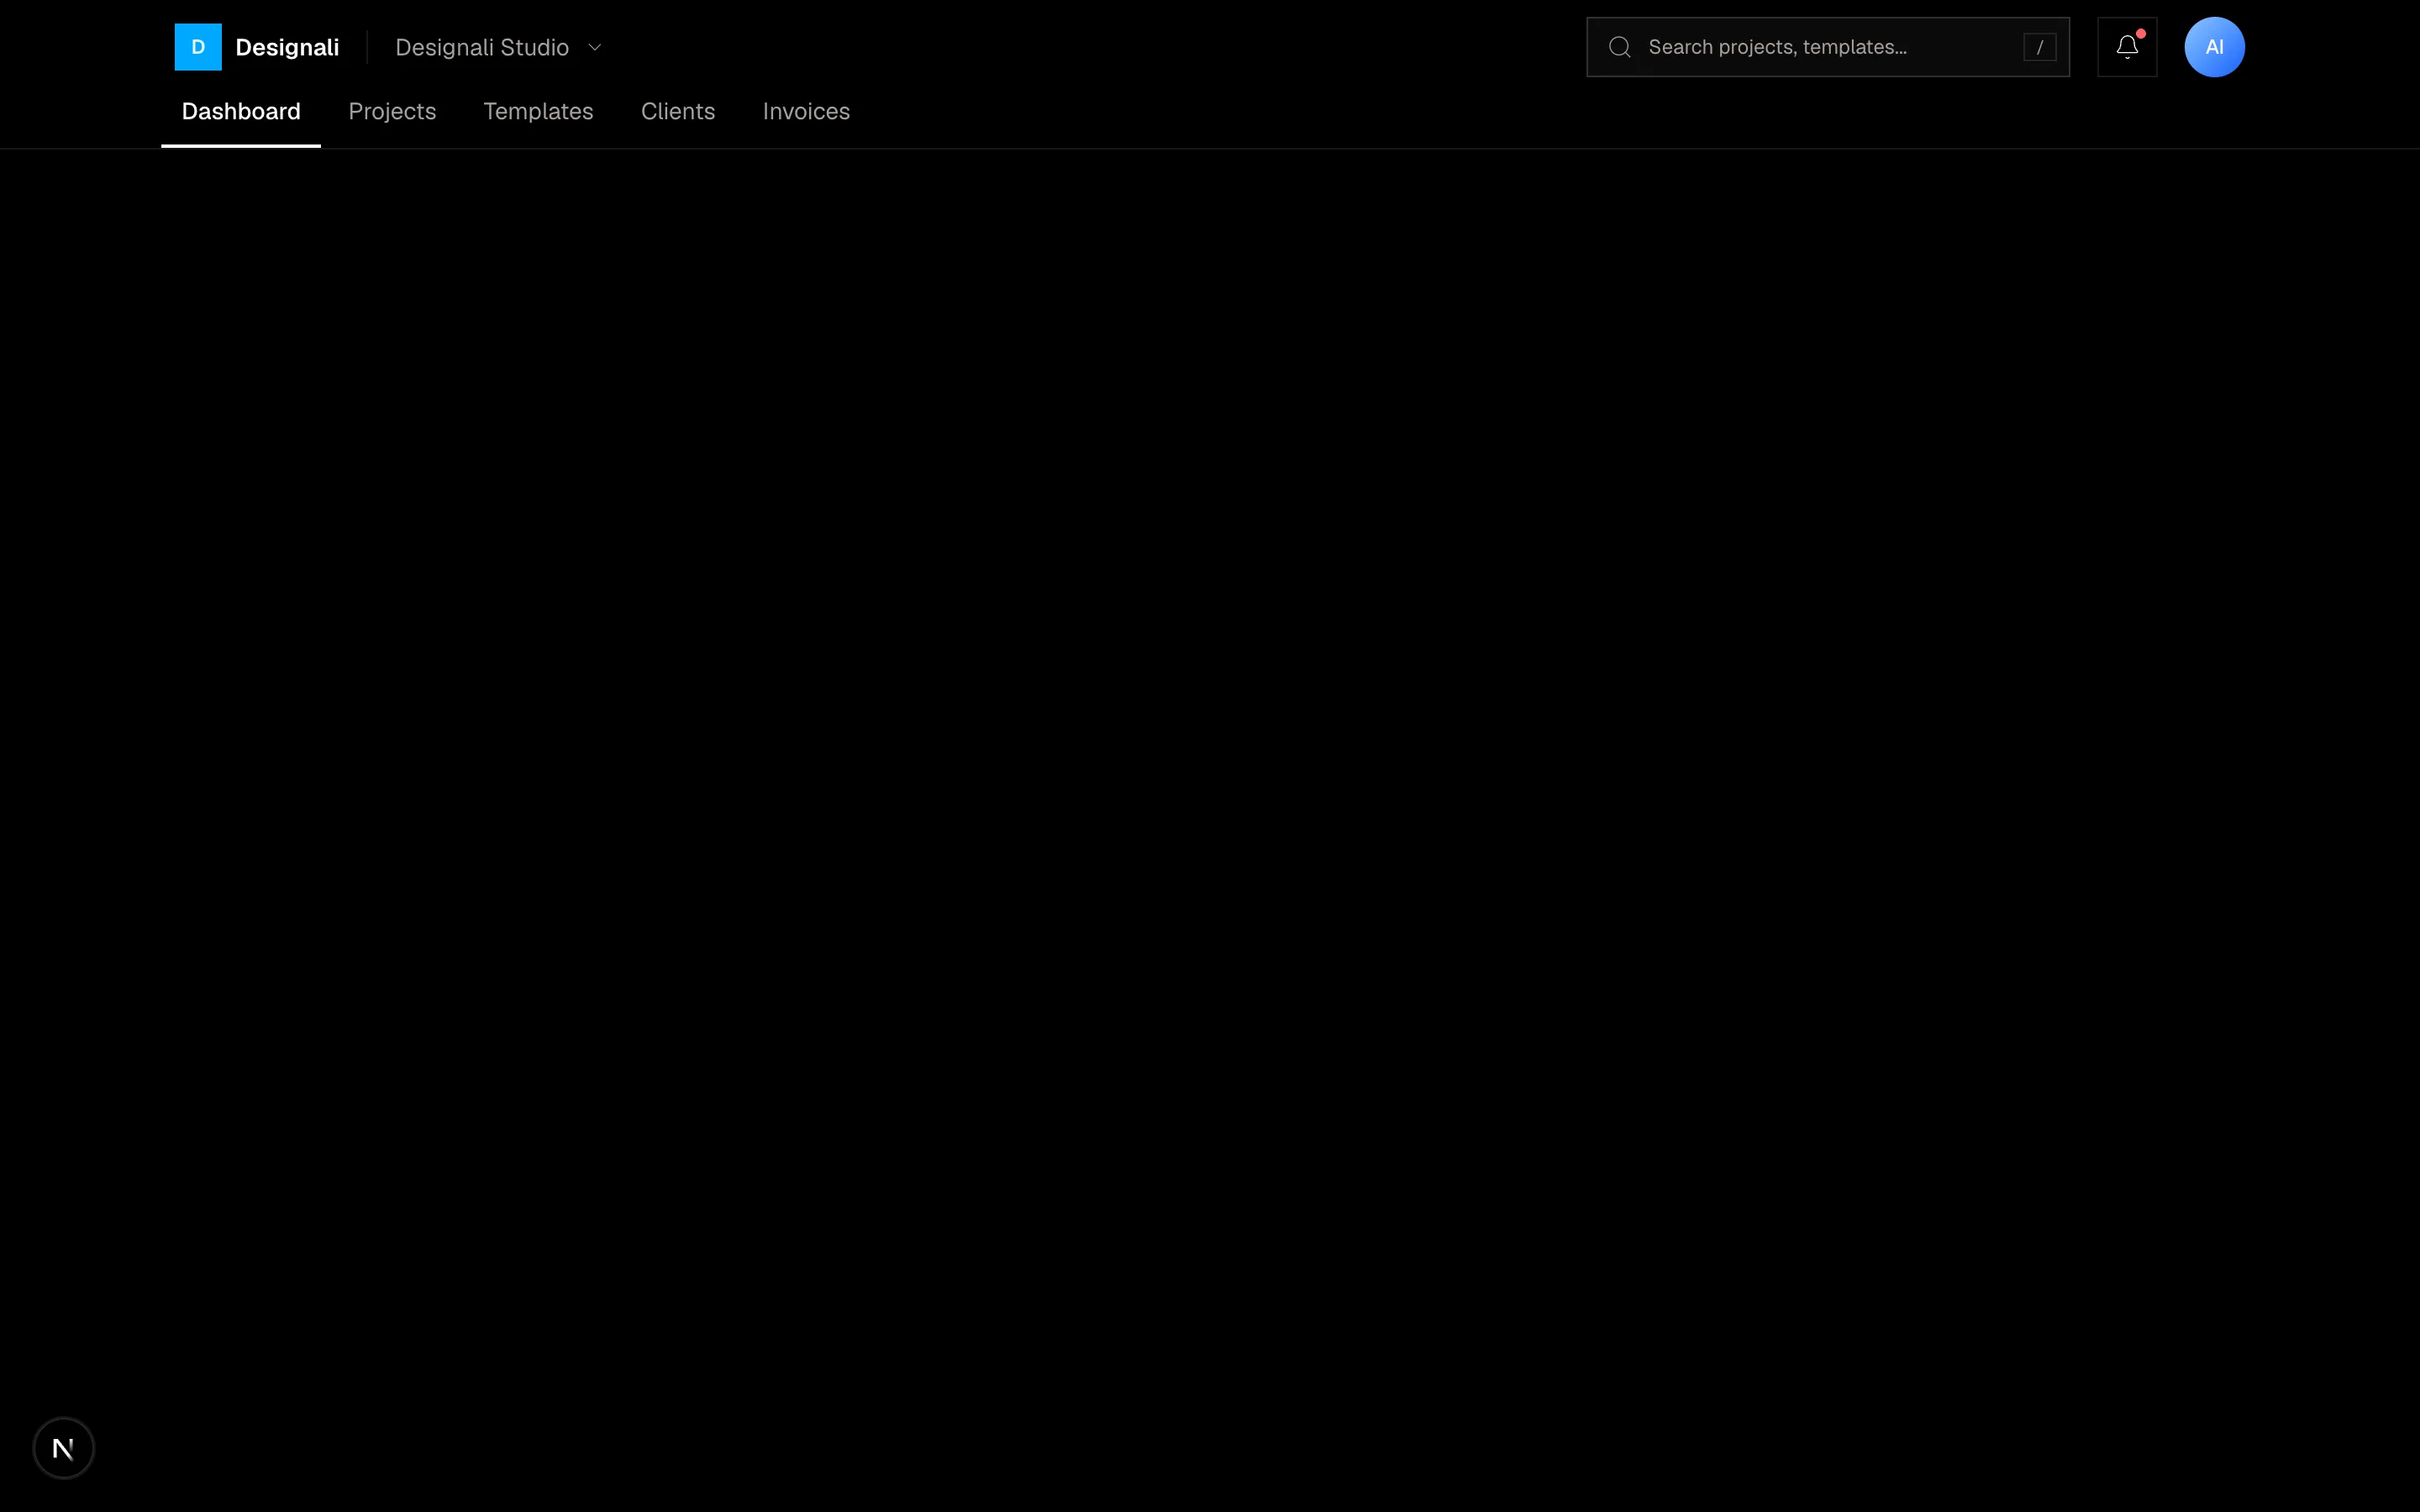 D Designali Designali Studio Search projects, templates... / AI
Dashboard Projects Templates Clients Invoices
N